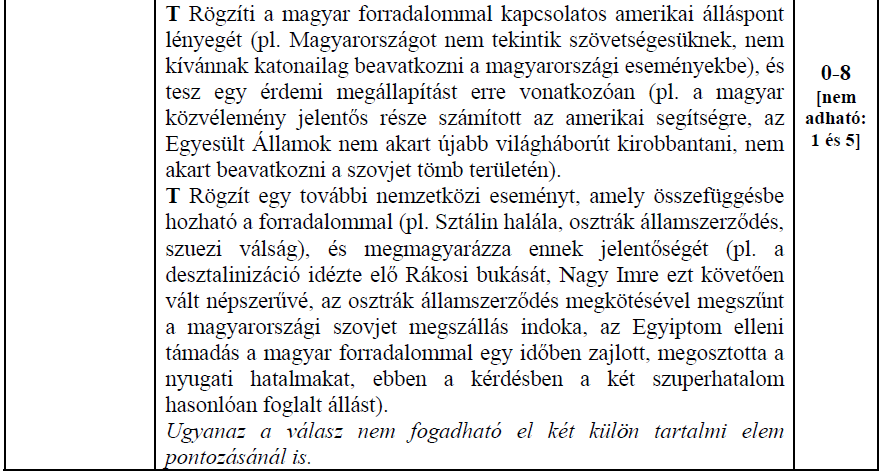 T Rögzíti a magyar forradalommal kapcsolatos amerikai álláspont
lényegét (pl. Magyarországot nem tekintik szövetségesüknek, nem
kívánnak katonailag beavatkozni a magyarországi eseményekbe), és
tesz egy érdemi megállapítást erre vonatkozóan (pl. a magyar
közvélemény jelentős része számított az amerikai segítségre, az
Egyesült Államok nem akart újabb világháborút kirobbantani, nem
akart beavatkozni a szovjet tömb területén).
T Rögzít egy további nemzetközi eseményt, amely összefüggésbe
hozható a forradalommal (pl. Sztálin halála, osztrák államszerződés,
szuezi válság), és megmagyarázza ennek jelentőségét (pl. a
desztalinizáció idézte elő Rákosi bukását, Nagy Imre ezt követően
vált népszerűvé, az osztrák államszerződés megkötésével megszűnt
a magyarországi szovjet megszállás indoka, az Egyiptom elleni
támadás a magyar forradalommal egy időben zajlott, megosztotta a
nyugati hatalmakat, ebben a kérdésben a két szuperhatalom
hasonlóan foglalt állást).
Ugyanaz a válasz nem fogadható el két külön tartalmi elem
pontozásánál is.
0-8
[nem
adható:
1 és 5]